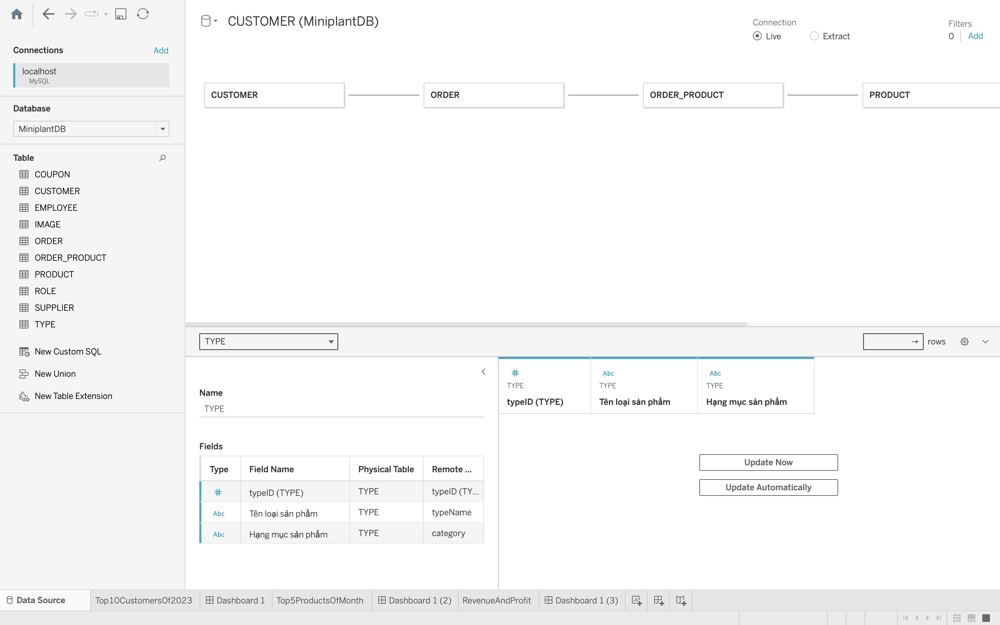 CUSTOMER (MiniplantDB)
Connection
Live
Extract
Filters
0
Add
Connections
Add
localhost
MySQL
Database
MiniplantDB
Table
COUPON
CUSTOMER
EMPLOYEE
IMAGE
ORDER
ORDER_PRODUCT
PRODUCT
ROLE
SUPPLIER
TYPE
New Custom SQL
New Union
New Table Extension
CUSTOMER
ORDER
ORDER_PRODUCT
PRODUCT
TYPE
rows
Name
TYPE
Fields
Type Field Name Physical Table Remote ...
# typeID (TYPE) TYPE typeID (TY...
Abc Tên loại sản phẩm TYPE typeName
Abc Hạng mục sản phẩm TYPE category
# Abc Abc
TYPE TYPE TYPE
typeID (TYPE) Tên loại sản phẩm Hạng mục sản phẩm
Update Now
Update Automatically
Data Source Top10CustomersOf2023 Dashboard 1 Top5ProductsOfMonth Dashboard 1 (2) RevenueAndProfit Dashboard 1 (3)